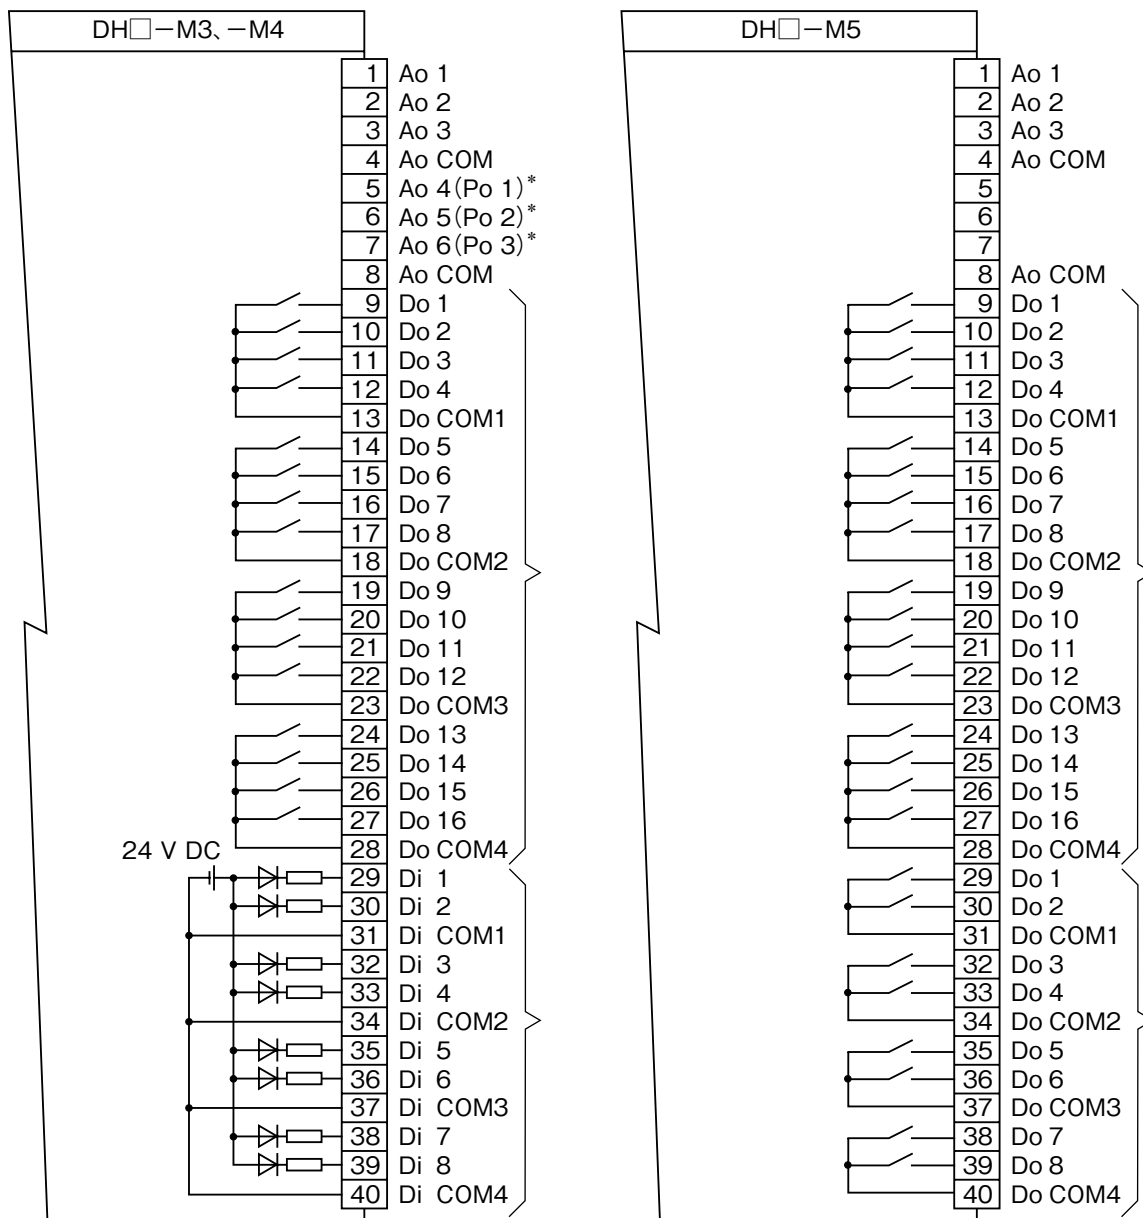 DH□－M3、－M4
1 Ao 1
2 Ao 2
3 Ao 3
4 Ao COM
5 Ao 4(Po 1)*
6 Ao 5(Po 2)*
7 Ao 6(Po 3)*
8 Ao COM
9 Do 1
10 Do 2
11 Do 3
12 Do 4
13 Do COM1
14 Do 5
15 Do 6
16 Do 7
17 Do 8
18 Do COM2
19 Do 9
20 Do 10
21 Do 11
22 Do 12
23 Do COM3
24 Do 13
25 Do 14
26 Do 15
27 Do 16
28 Do COM4
24 V DC
29 Di 1
30 Di 2
31 Di COM1
32 Di 3
33 Di 4
34 Di COM2
35 Di 5
36 Di 6
37 Di COM3
38 Di 7
39 Di 8
40 Di COM4
DH□－M5
1 Ao 1
2 Ao 2
3 Ao 3
4 Ao COM
5
6
7
8 Ao COM
9 Do 1
10 Do 2
11 Do 3
12 Do 4
13 Do COM1
14 Do 5
15 Do 6
16 Do 7
17 Do 8
18 Do COM2
19 Do 9
20 Do 10
21 Do 11
22 Do 12
23 Do COM3
24 Do 13
25 Do 14
26 Do 15
27 Do 16
28 Do COM4
29 Do 1
30 Do 2
31 Do COM1
32 Do 3
33 Do 4
34 Do COM2
35 Do 5
36 Do 6
37 Do COM3
38 Do 7
39 Do 8
40 Do COM4